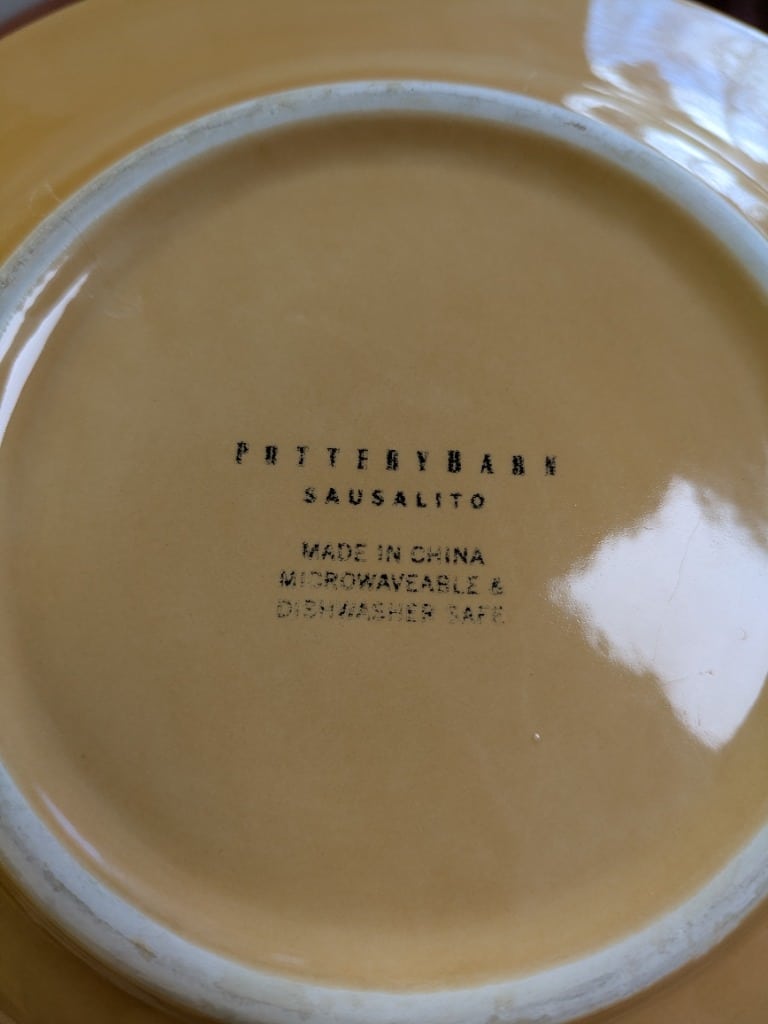 POTTERYBARN
SAUSALITO
MADE IN CHINA
MICROWAVEABLE &
DISHWASHER SAFE